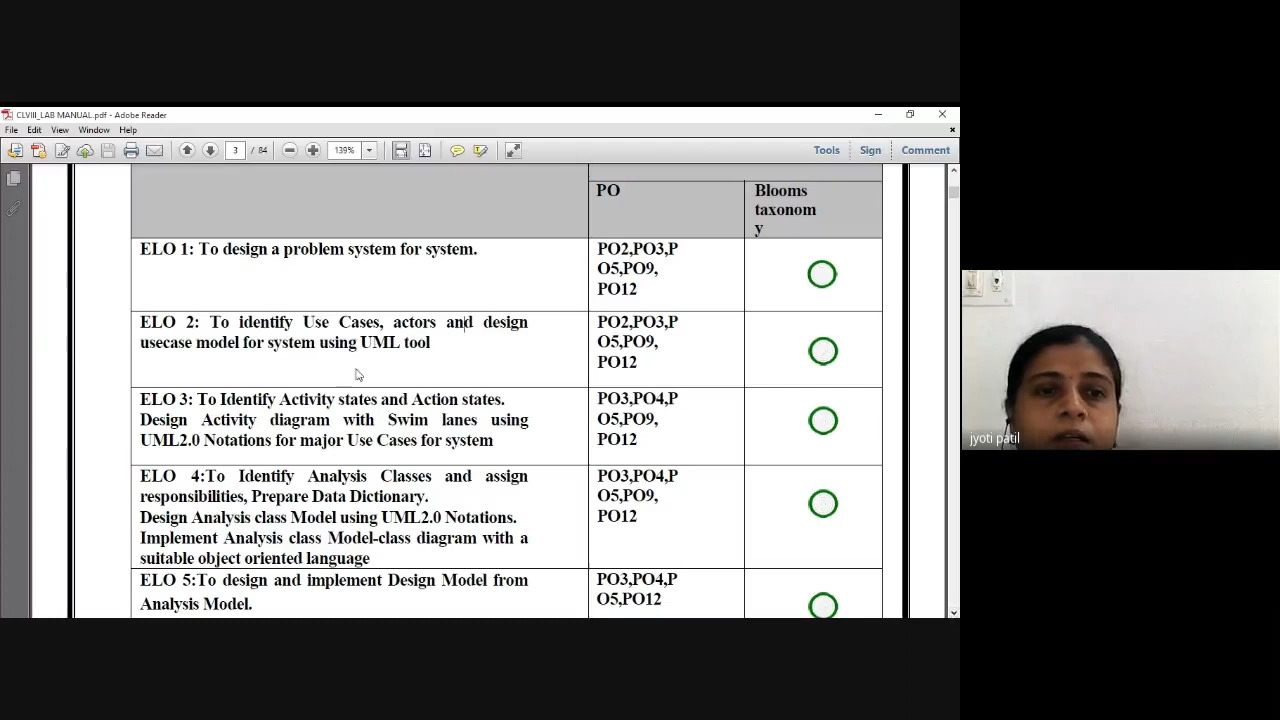 CLVIII_LAB MANUAL.pdf - Adobe Reader
File Edit View Window Help
3 / 84 139% Tools Sign Comment
PO
Blooms
taxonom
y
ELO 1: To design a problem system for system.
PO2,PO3,P
O5,PO9,
PO12
ELO 2: To identify Use Cases, actors and design
usecase model for system using UML tool
PO2,PO3,P
O5,PO9,
PO12
ELO 3: To Identify Activity states and Action states.
Design Activity diagram with Swim lanes using
UML2.0 Notations for major Use Cases for system
PO3,PO4,P
O5,PO9,
PO12
ELO 4:To Identify Analysis Classes and assign
responsibilities, Prepare Data Dictionary.
Design Analysis class Model using UML2.0 Notations.
Implement Analysis class Model-class diagram with a
suitable object oriented language
PO3,PO4,P
O5,PO9,
PO12
ELO 5:To design and implement Design Model from
Analysis Model.
PO3,PO4,P
O5,PO12
jyoti patil